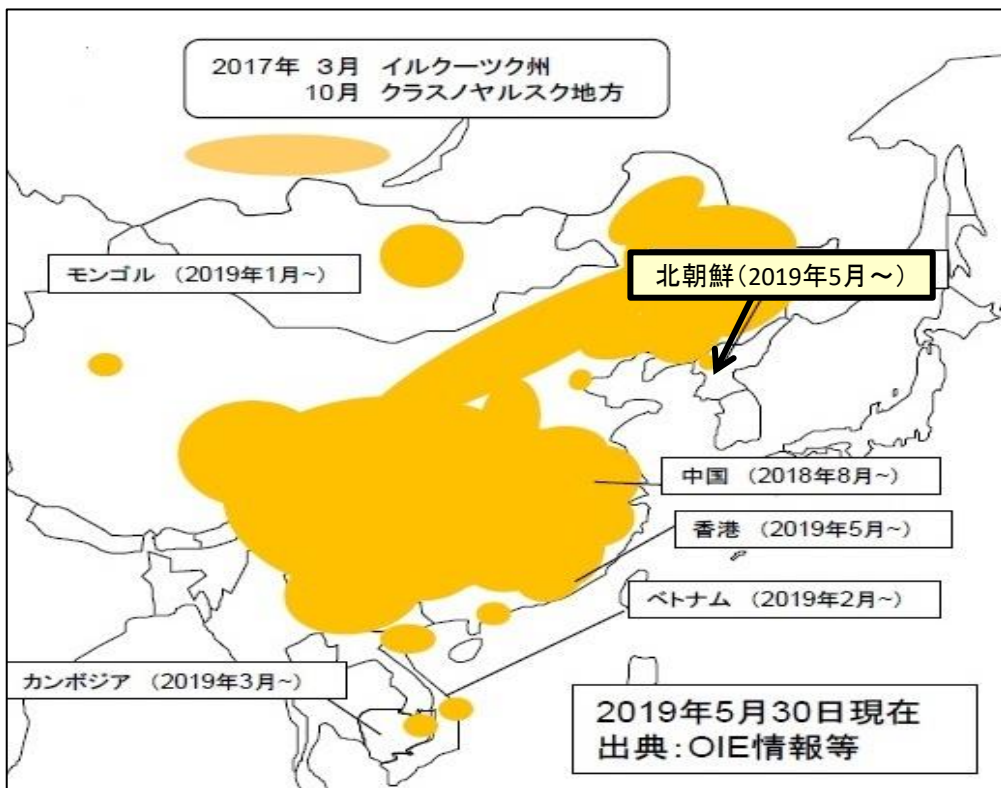 2017年 3月 イルクーツク州
10月 クラスノヤルスク地方
モンゴル (2019年1月~)
北朝鮮(2019年5月～)
中国 (2018年8月~)
香港 (2019年5月~)
ベトナム (2019年2月~)
カンボジア (2019年3月~)
2019年5月30日現在
出典:OIE情報等